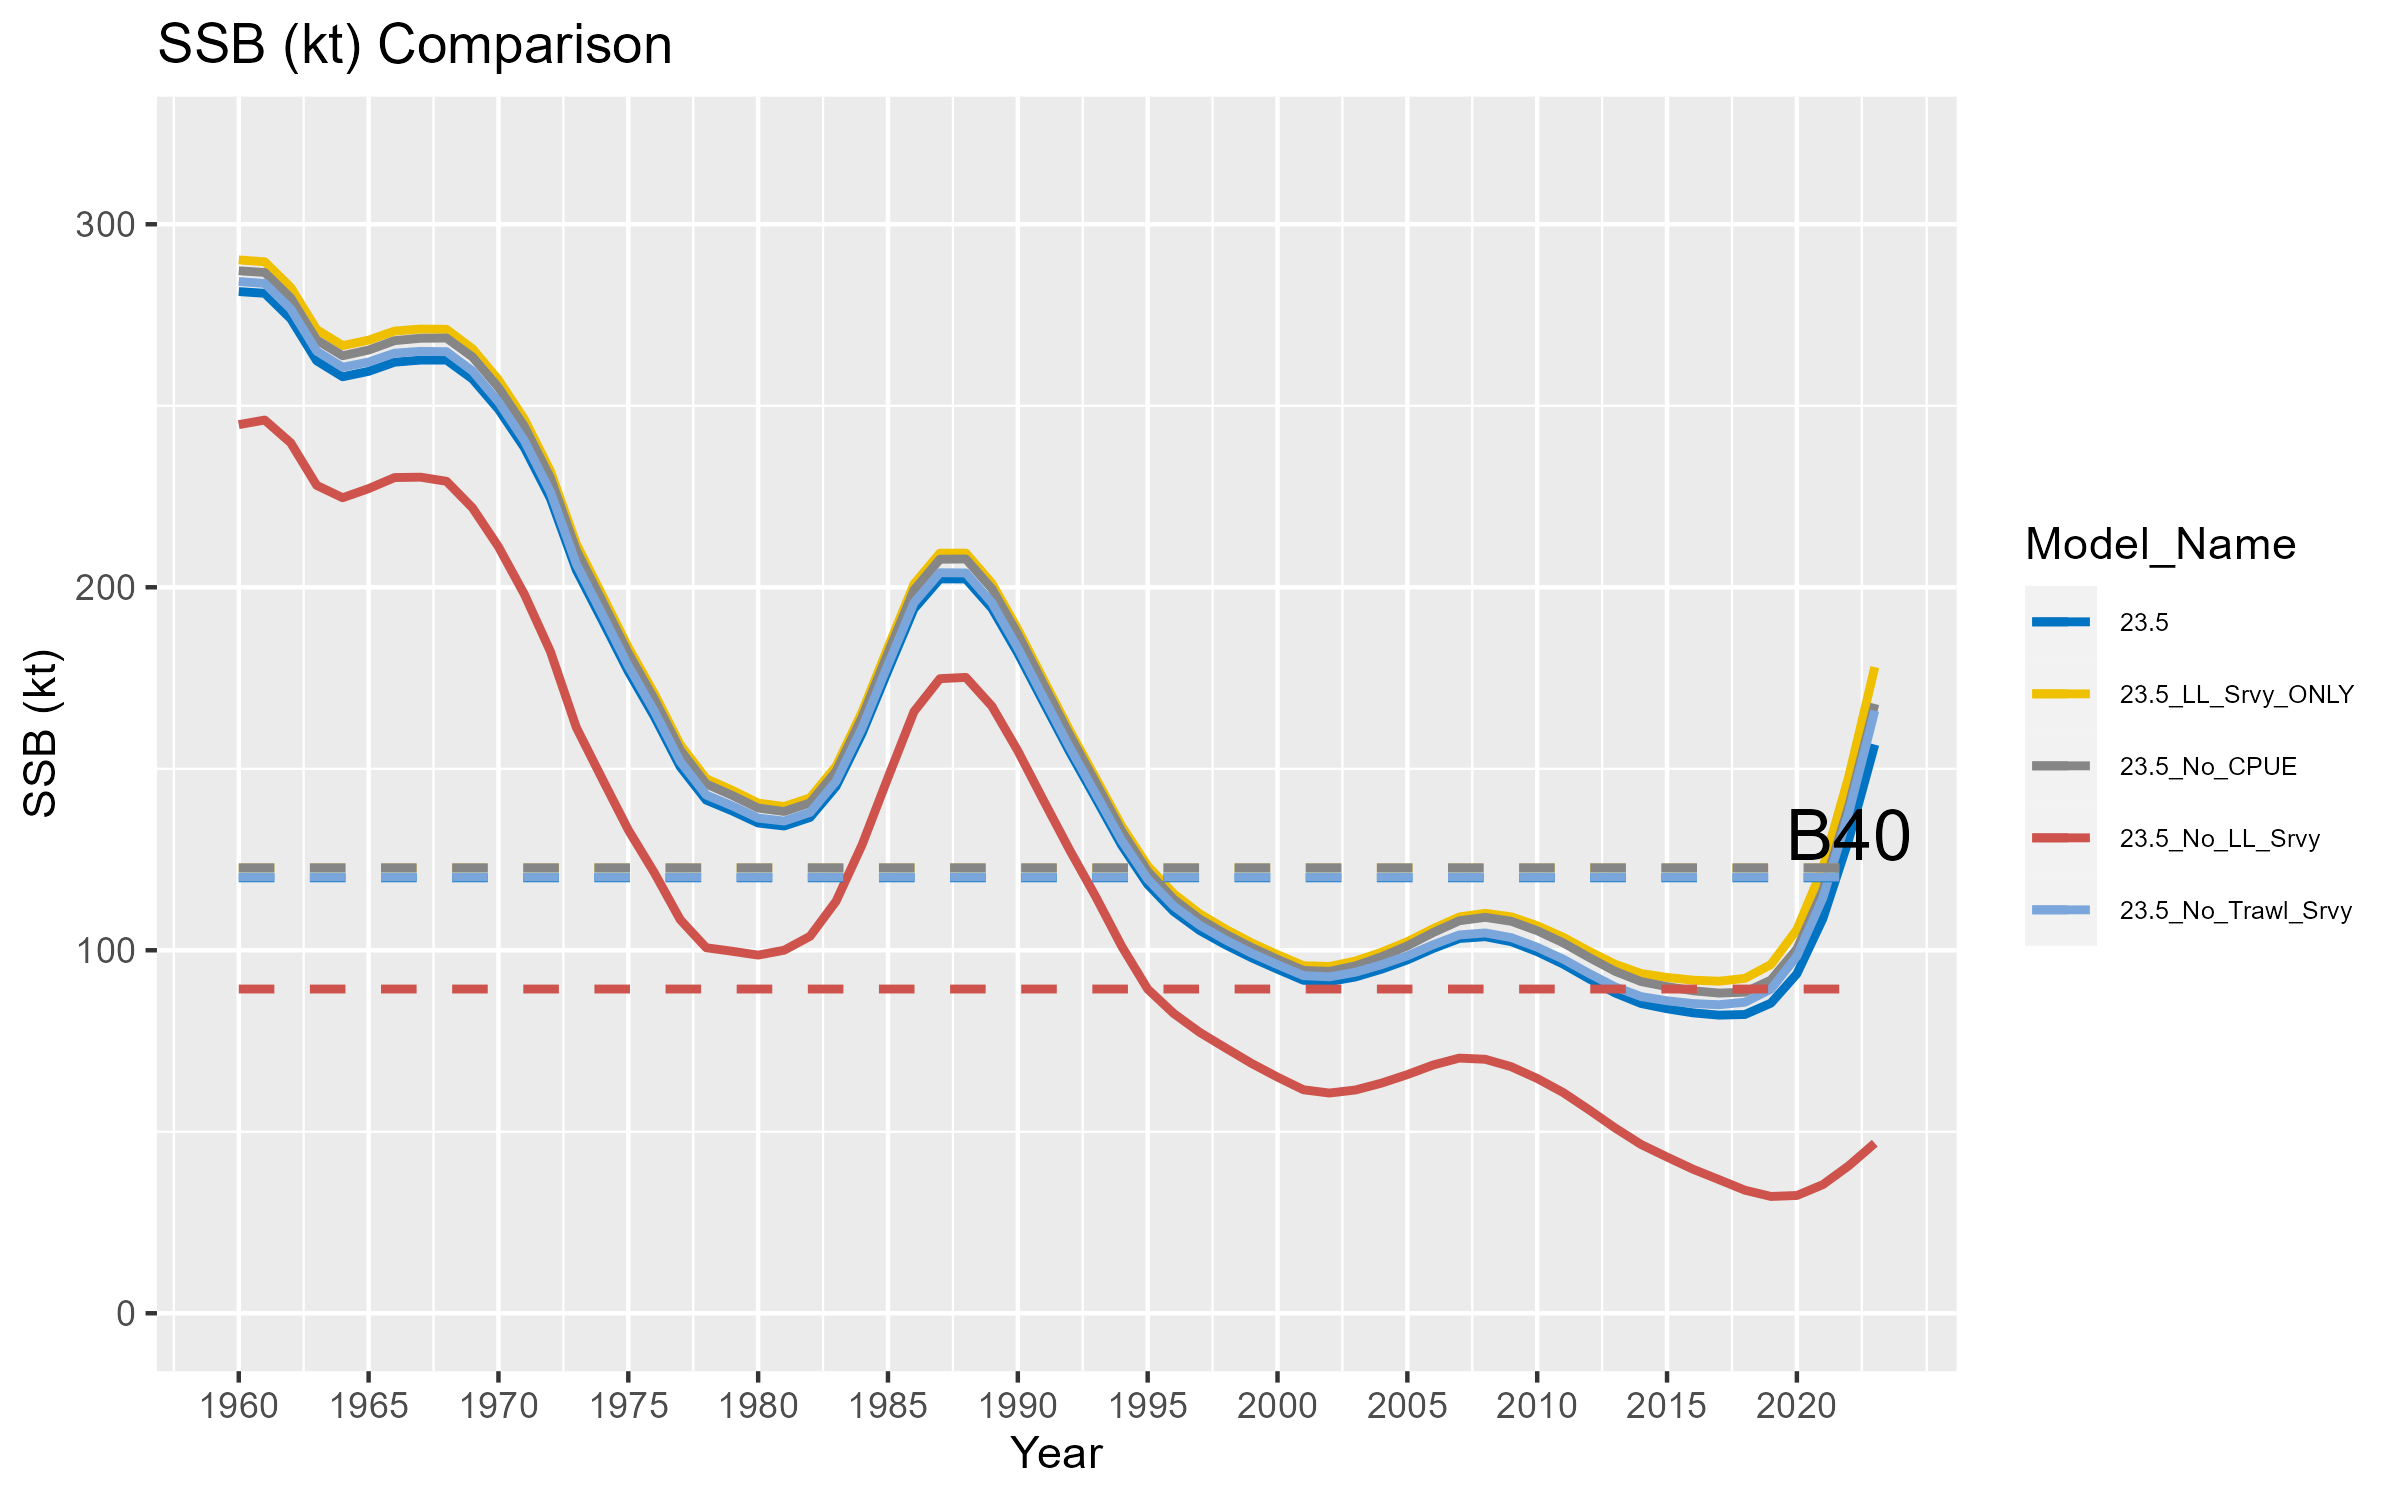 SSB (kt) Comparison
SSB (kt)
300
200
100
0
B40
1960 1965 1970 1975 1980 1985 1990 1995 2000 2005 2010 2015 2020
Year
Model_Name
23.5
23.5_LL_Srvy_ONLY
23.5_No_CPUE
23.5_No_LL_Srvy
23.5_No_Trawl_Srvy